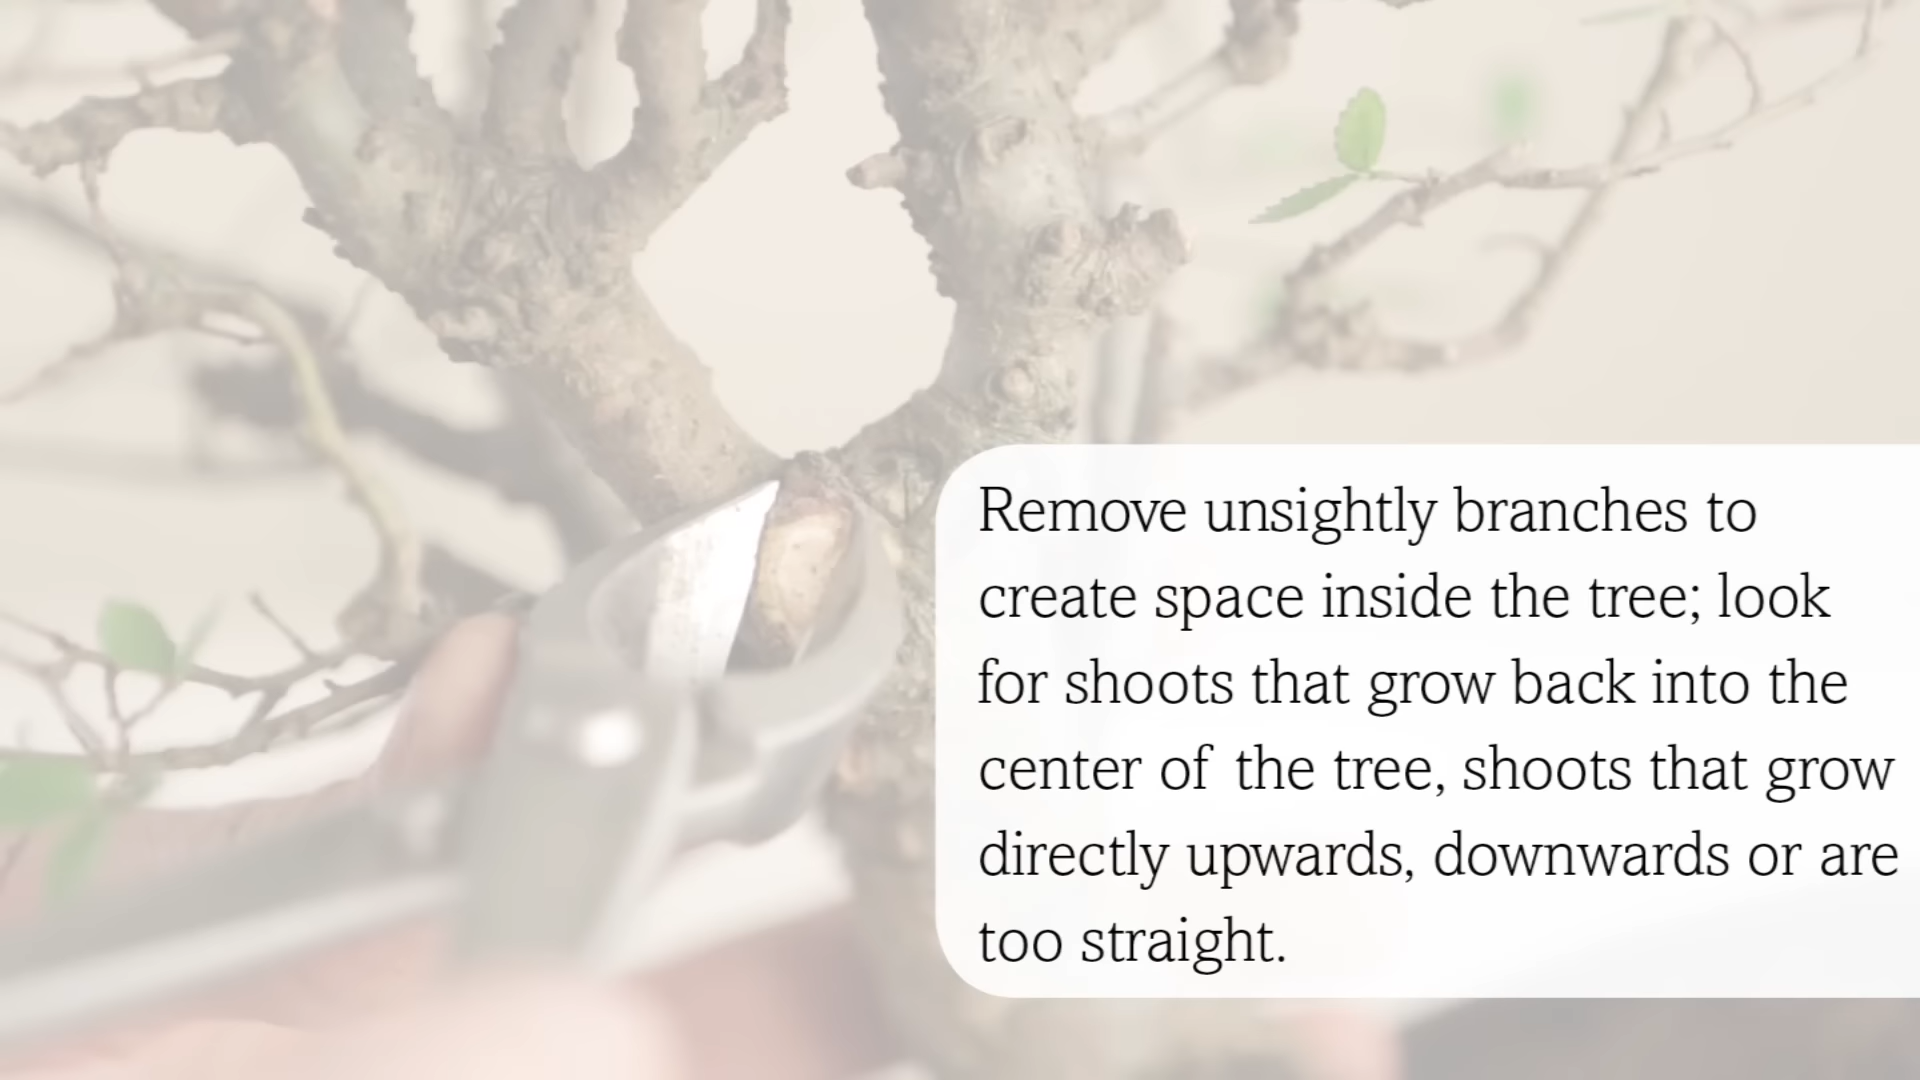 Remove unsightly branches to
create space inside the tree; look
for shoots that grow back into the
center of the tree, shoots that grow
directly upwards, downwards or are
too straight.